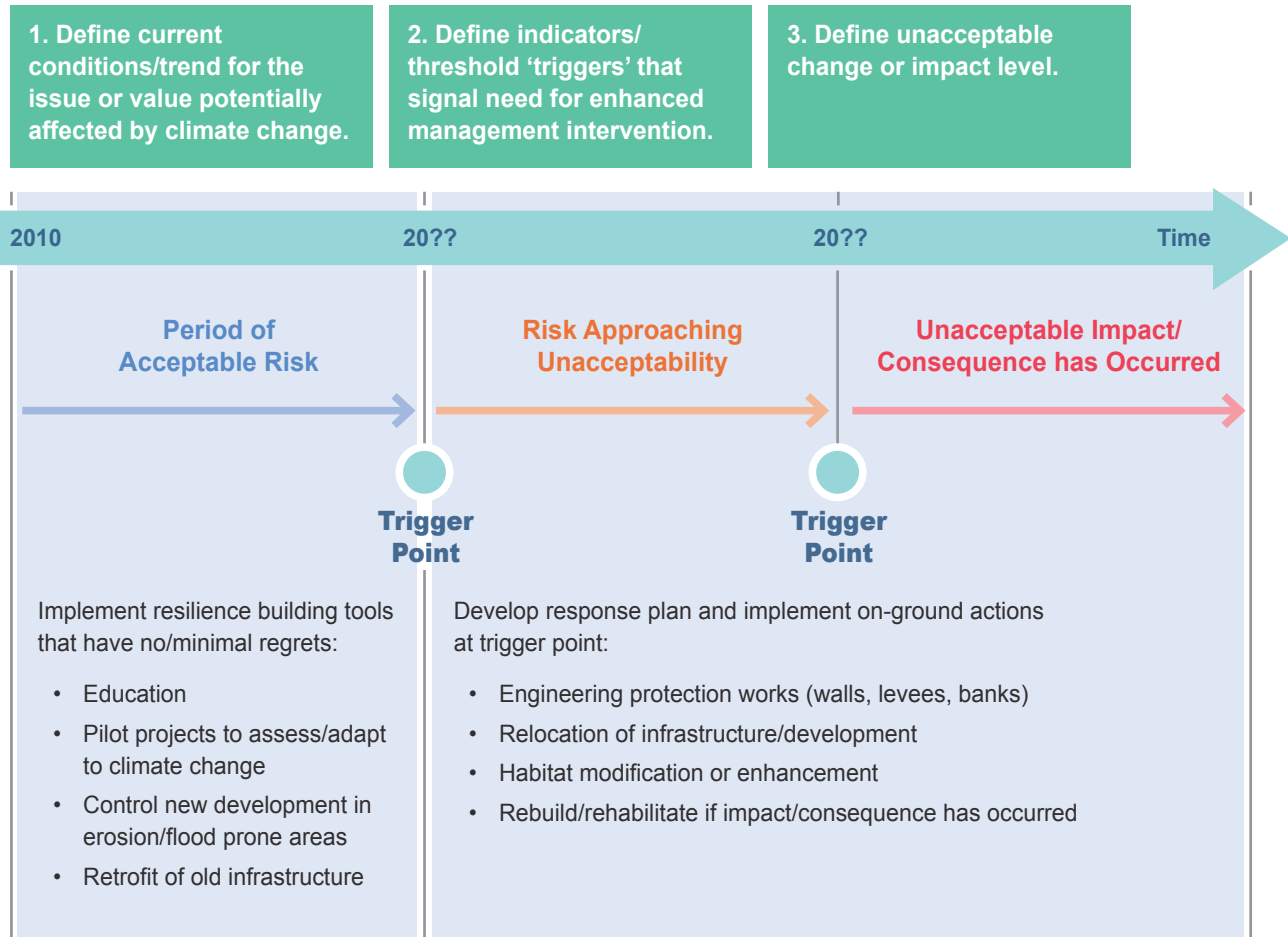 1. Define current
conditions/trend for the
issue or value potentially
affected by climate change.
2. Define indicators/
threshold ‘triggers’ that
signal need for enhanced
management intervention.
3. Define unacceptable
change or impact level.
2010
20??
20??
Time
Period of
Acceptable Risk
Risk Approaching
Unacceptability
Unacceptable Impact/
Consequence has Occurred
Trigger
Point
Trigger
Point
Implement resilience building tools
that have no/minimal regrets:
• Education
• Pilot projects to assess/adapt
to climate change
• Control new development in
erosion/flood prone areas
• Retrofit of old infrastructure
Develop response plan and implement on-ground actions
at trigger point:
• Engineering protection works (walls, levees, banks)
• Relocation of infrastructure/development
• Habitat modification or enhancement
• Rebuild/rehabilitate if impact/consequence has occurred